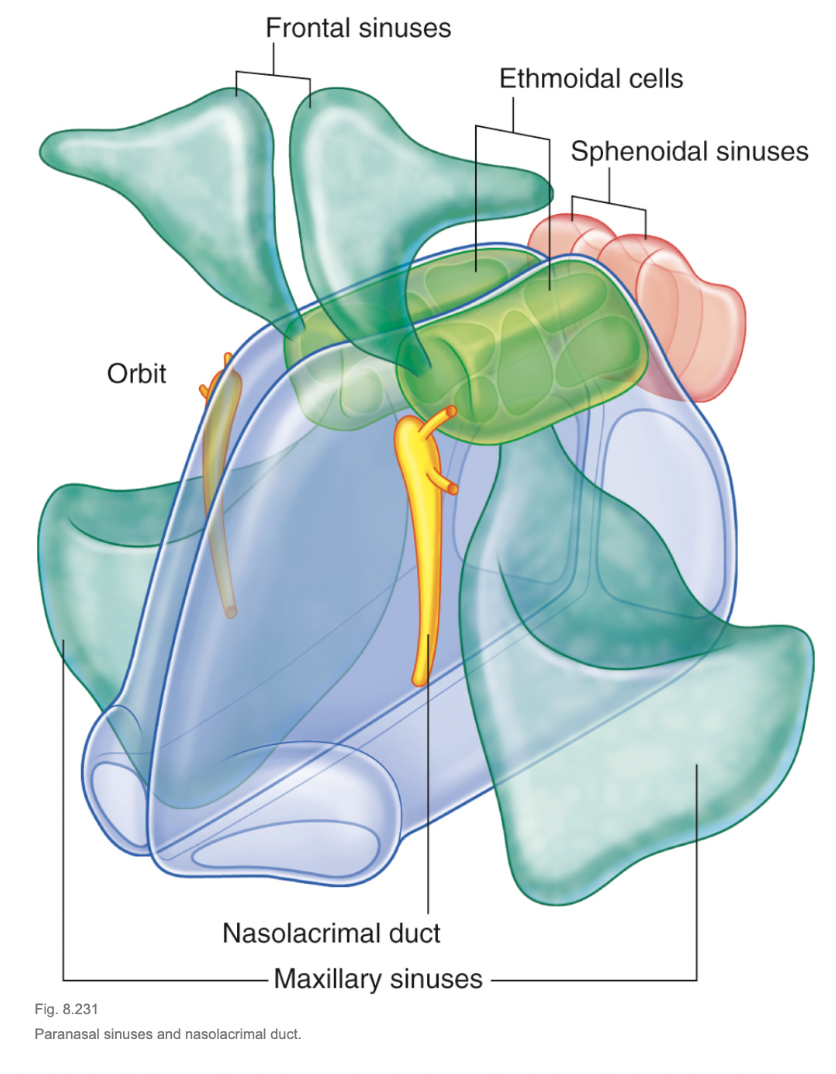 Frontal sinuses
Ethmoidal cells
Sphenoidal sinuses
Orbit
Nasolacrimal duct
Maxillary sinuses
Fig. 8.231
Paranasal sinuses and nasolacrimal duct.